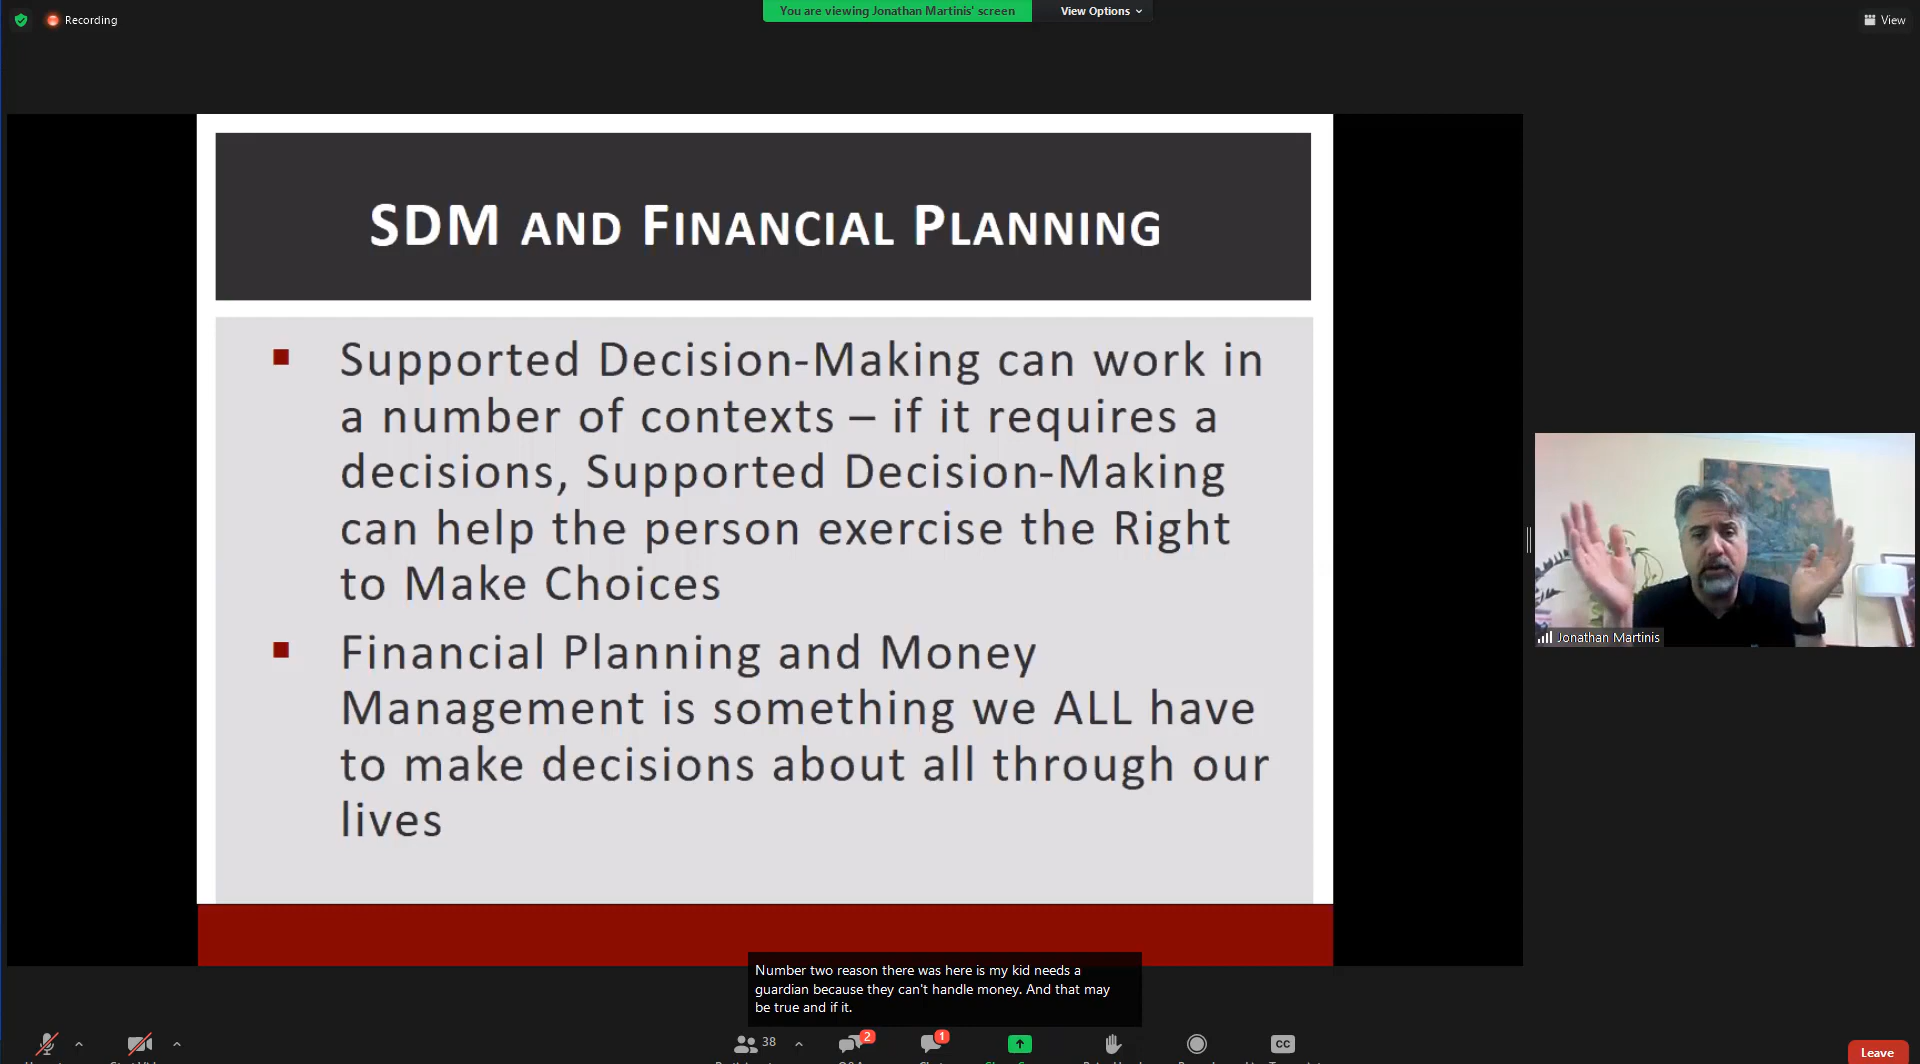 Recording
You are viewing Jonathan Martinis' screen
View Options
View
SDM AND FINANCIAL PLANNING
Supported Decision-Making can work in
a number of contexts – if it requires a
decisions, Supported Decision-Making
can help the person exercise the Right
to Make Choices
Financial Planning and Money
Management is something we ALL have
to make decisions about all through our
lives
Jonathan Martinis
Number two reason there was here is my kid needs a
guardian because they can't handle money. And that may
be true and if it.
38
2
1
CC
Leave